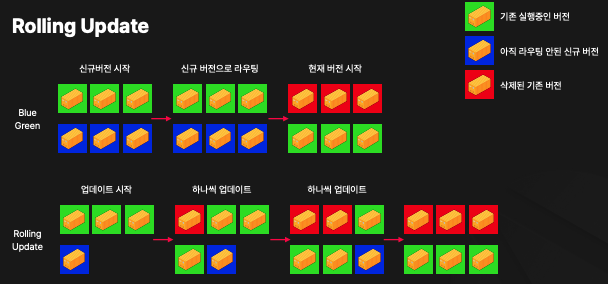 Rolling Update
기존 실행중인 버전
아직 라우팅 안된 신규 버전
삭제된 기존 버전
신규버전 시작
신규 버전으로 라우팅
현재 버전 시작
Blue
Green
업데이트 시작
하나씩 업데이트
하나씩 업데이트
Rolling
Update